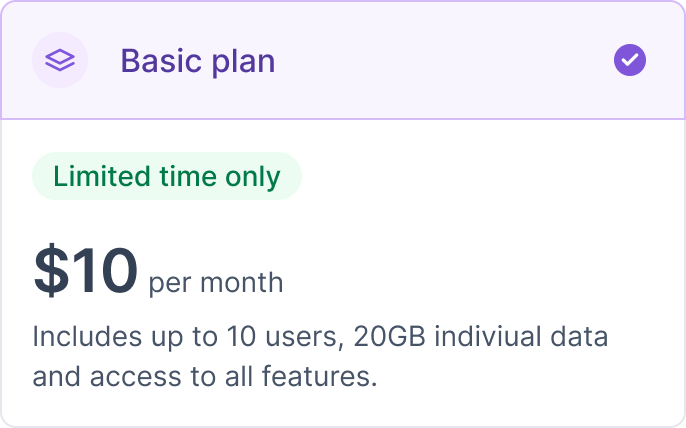 Basic plan
Limited time only
$10 per month
Includes up to 10 users, 20GB indiviual data
and access to all features.